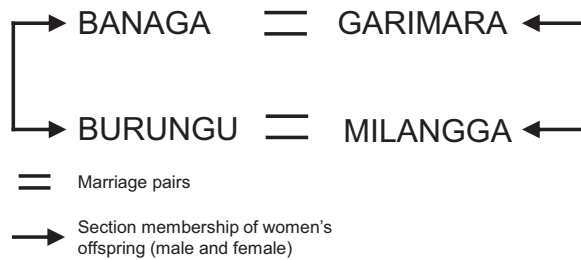 BANAGA GARIMARA
BURUNGU MILANGGA
Marriage pairs
Section membership of women's
offspring (male and female)